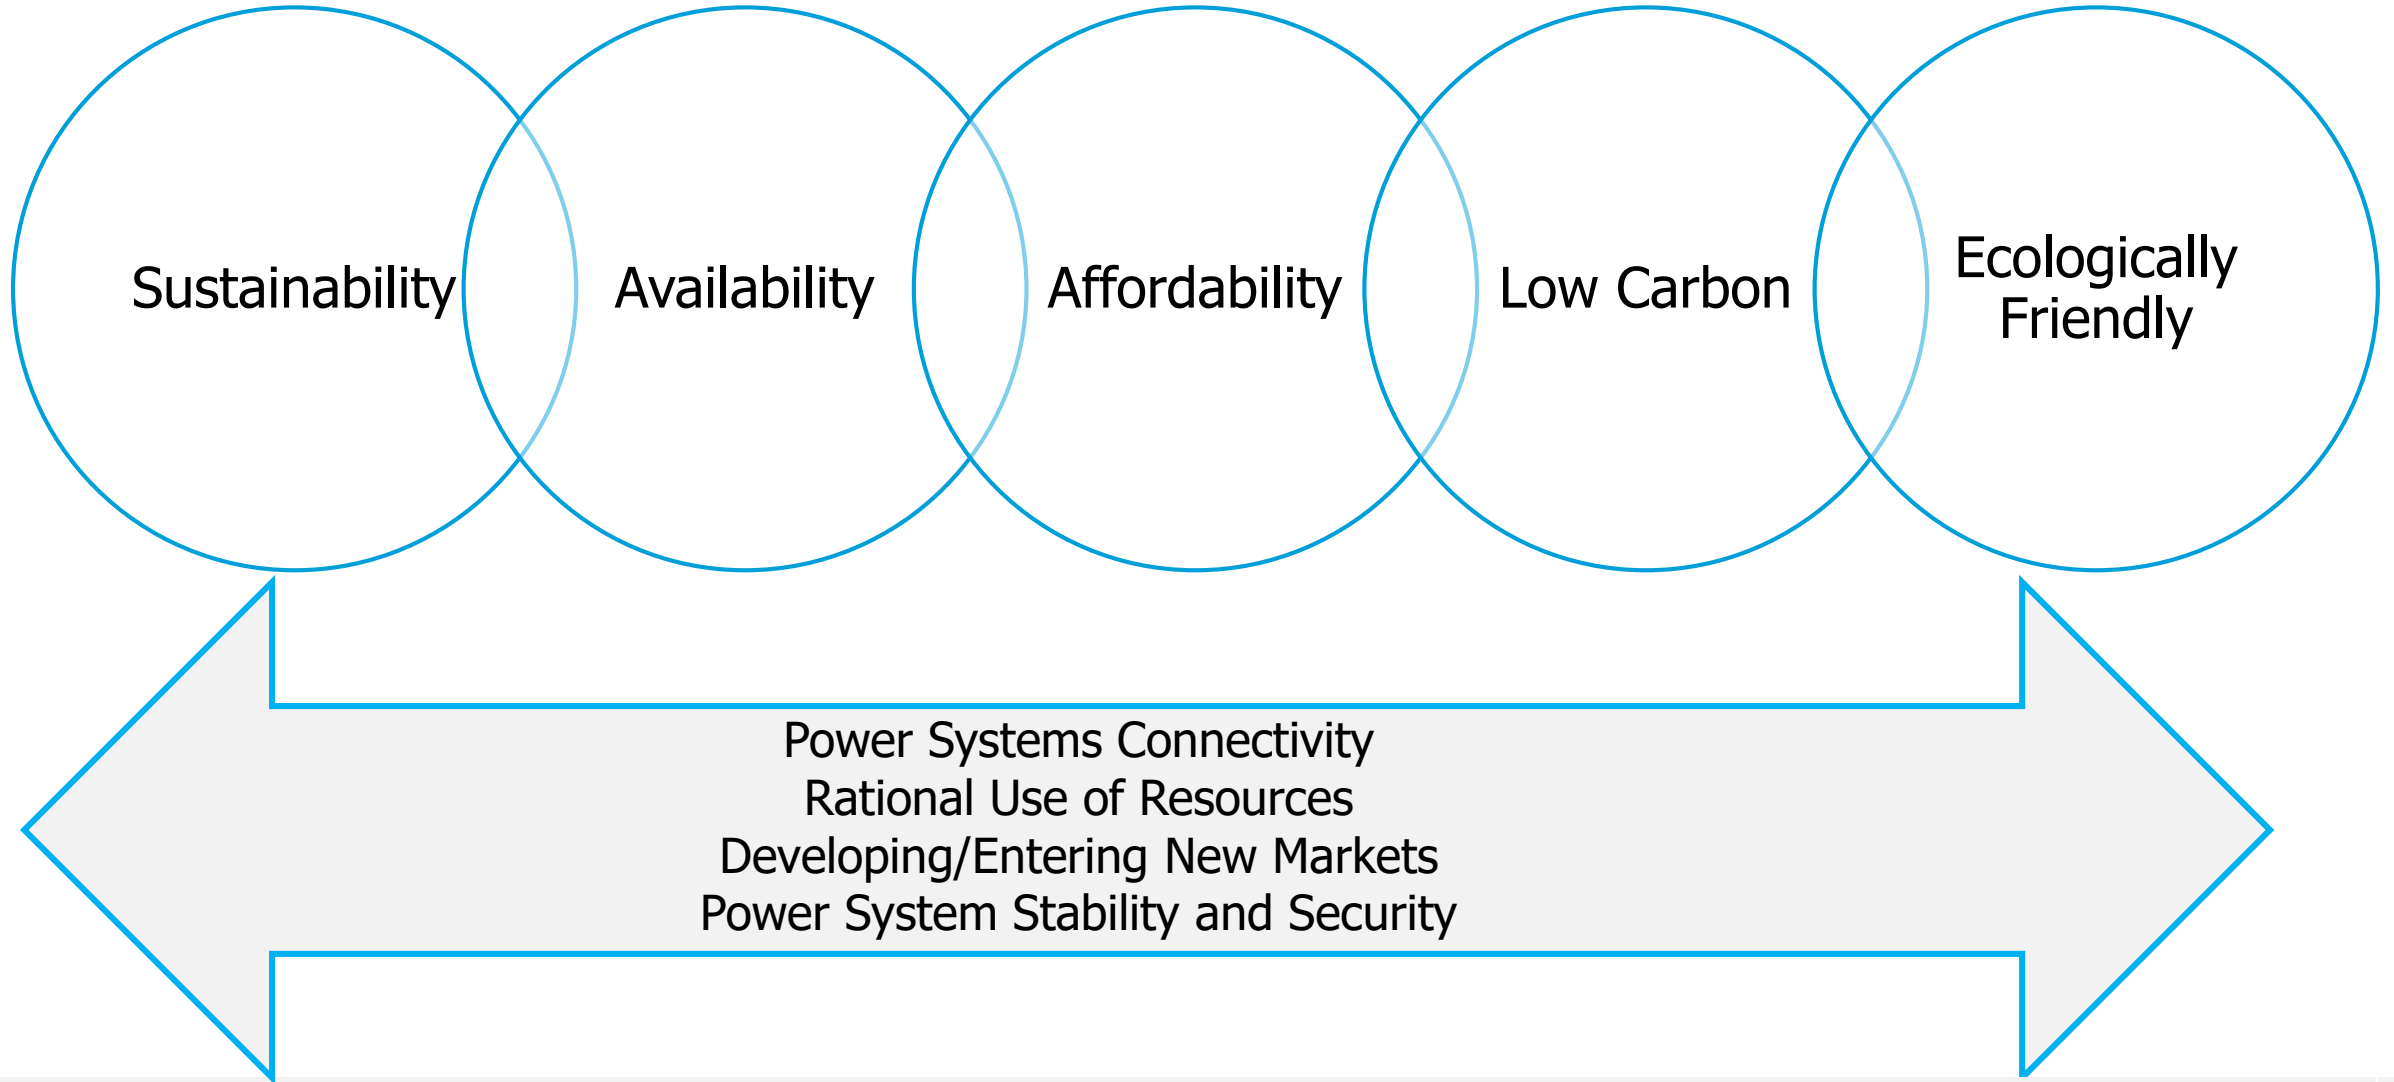 Sustainability
Availability
Affordability
Low Carbon
Ecologically
Friendly
Power Systems Connectivity
Rational Use of Resources
Developing/Entering New Markets
Power System Stability and Security